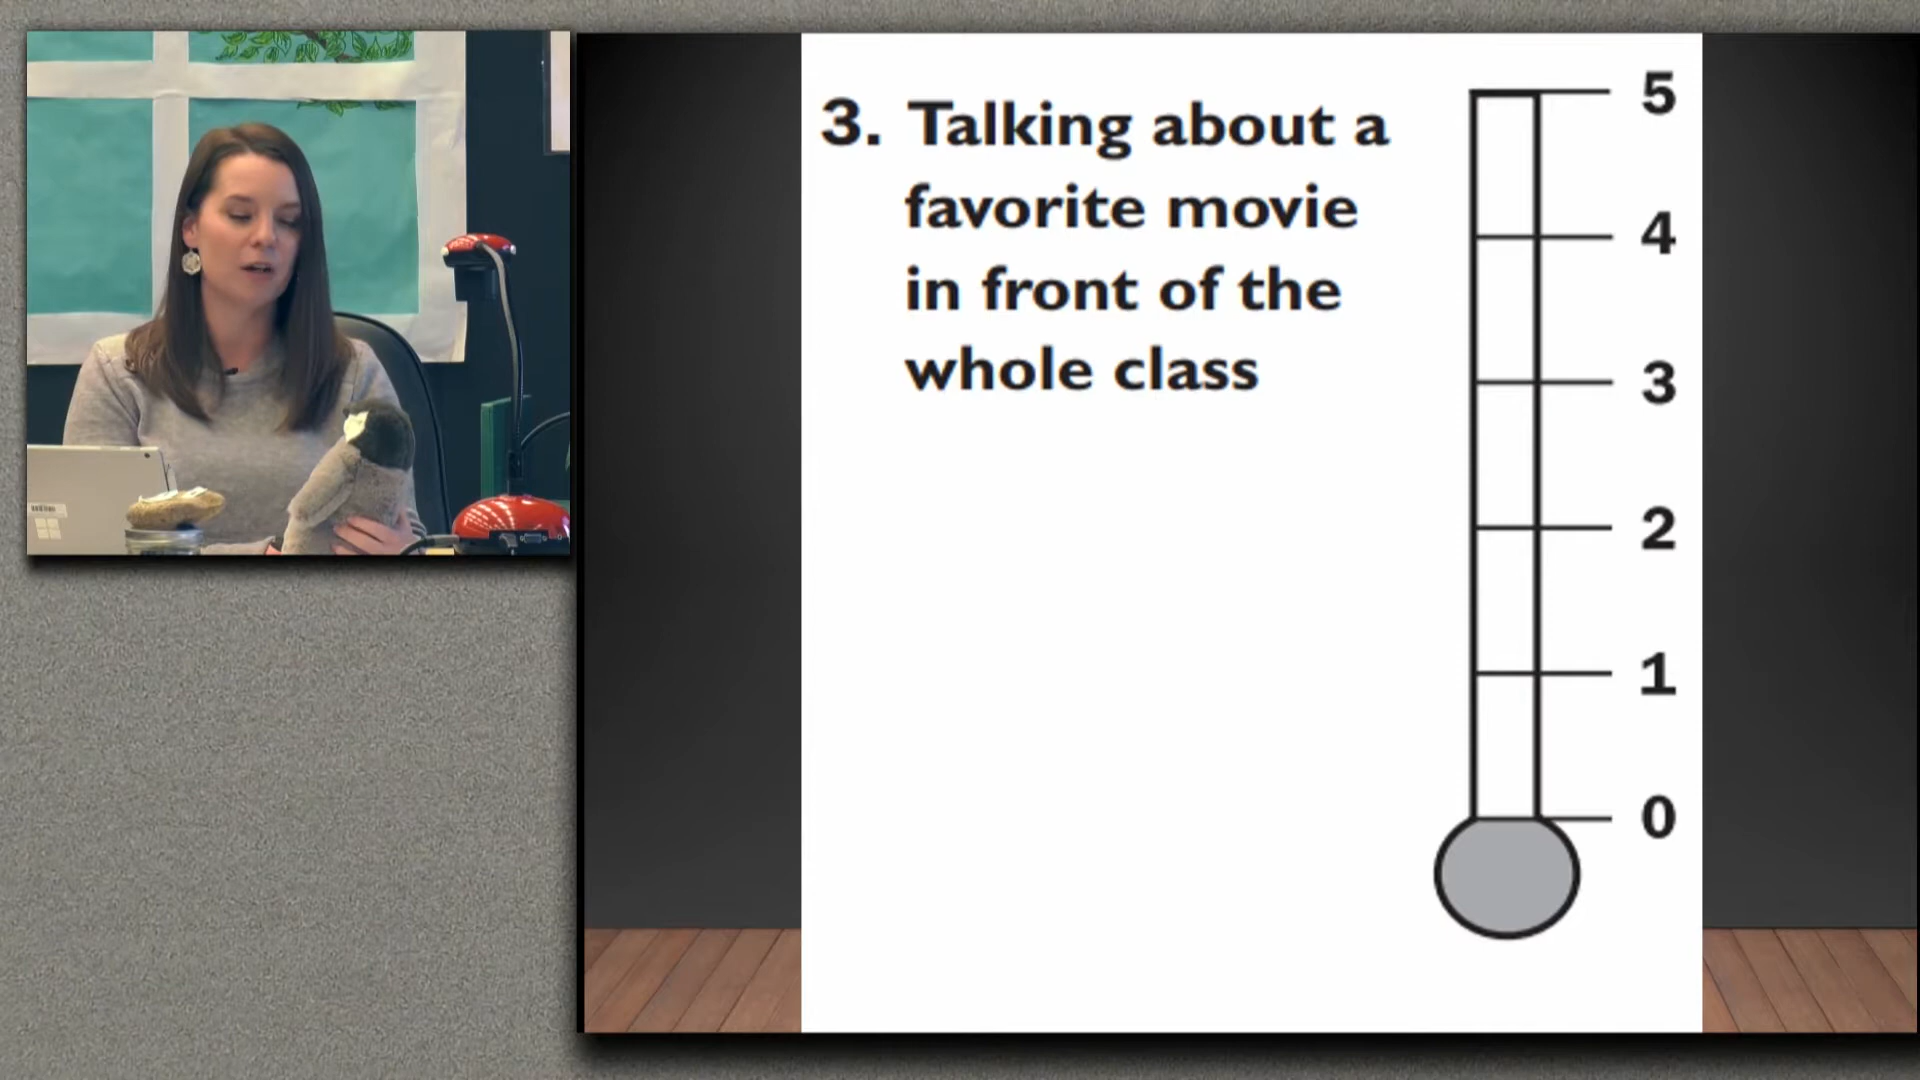 3. Talking about a
favorite movie
in front of the
whole class
5
4
3
2
1
0